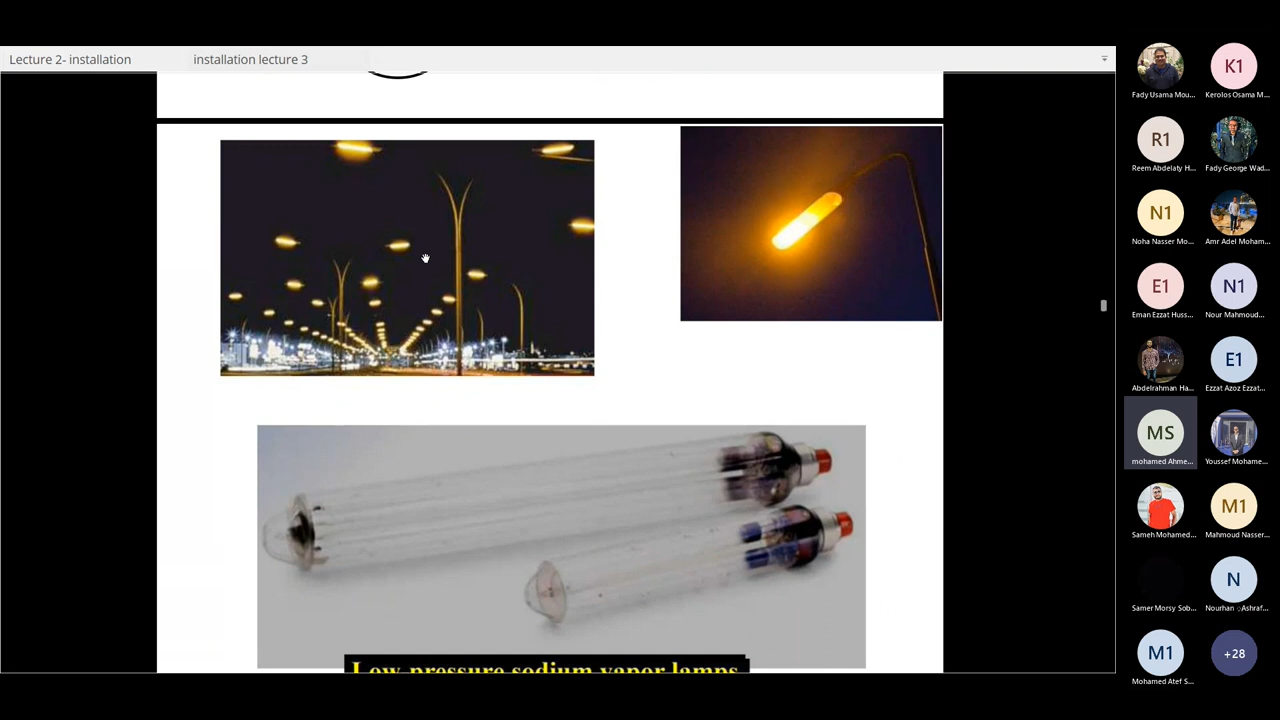 Lecture 2- installation
installation lecture 3
Low pressure sodium vapor lamps
K1
Fady Usama Mou...
Kerolos Osama M...
R1
Reem Abdelaty H...
Fady George Wad...
N1
Noha Nasser Mo...
Amr Adel Moham...
E1
N1
Eman Ezzat Huss...
Nour Mahmoud...
E1
Abdelrahman Ha...
Ezzat Azoz Ezzat...
MS
mohamed Ahme...
Youssef Mohame...
M1
Sameh Mohamed...
Mahmoud Nasser...
N
Samer Morsy Sob...
Nourhan ِAshraf...
M1
+28
Mohamed Atef S...